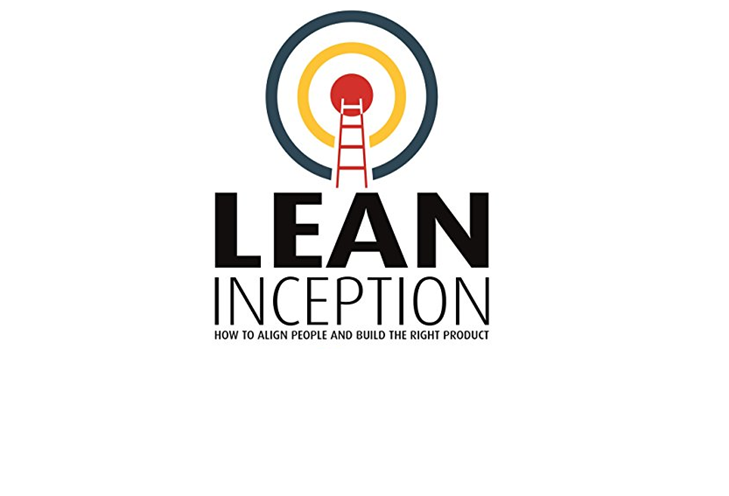 LEAN
INCEPTION
HOW TO ALIGN PEOPLE AND BUILD THE RIGHT PRODUCT